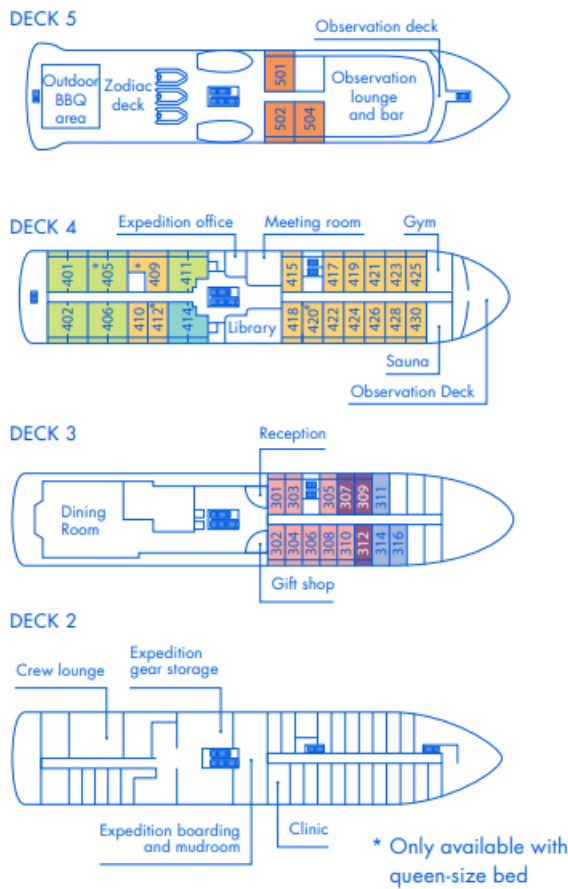 DECK 5
Observation deck
Outdoor
BBQ
area
Zodiac
deck
501
502
504
Observation
lounge
and bar
DECK 4
Expedition office
Meeting room
Gym
401
405
*
*
409
411
415
417
419
421
423
425
402
406
410
412*
414
Library
418
420*
422
424
426
428
430
Sauna
Observation Deck
DECK 3
Reception
301
303
305
307
309
311
Dining
Room
302
304
306
308
310
312
314
316
Gift shop
DECK 2
Crew lounge
Expedition
gear storage
Expedition boarding
and mudroom
Clinic
* Only available with
queen-size bed